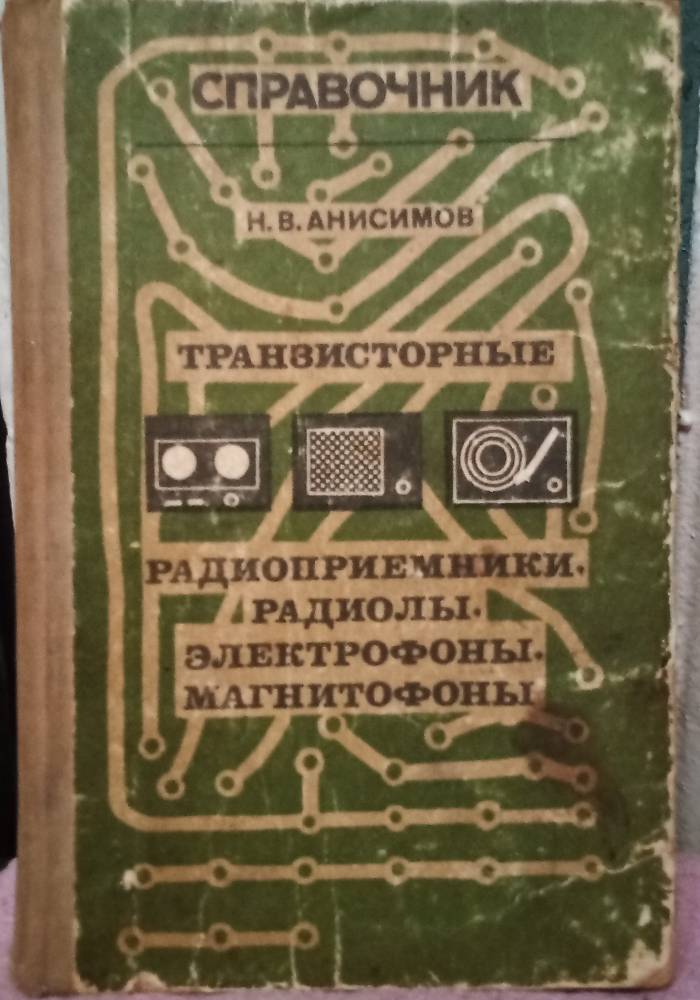 СПРАВОЧНИК
Н. В. АНИСИМОВ
ТРАНЗИСТОРНЫЕ
РАДИОПРИЕМНИКИ·
РАДИОЛЫ·
ЭЛЕКТРОФОНЫ·
МАГНИТОФОНЫ